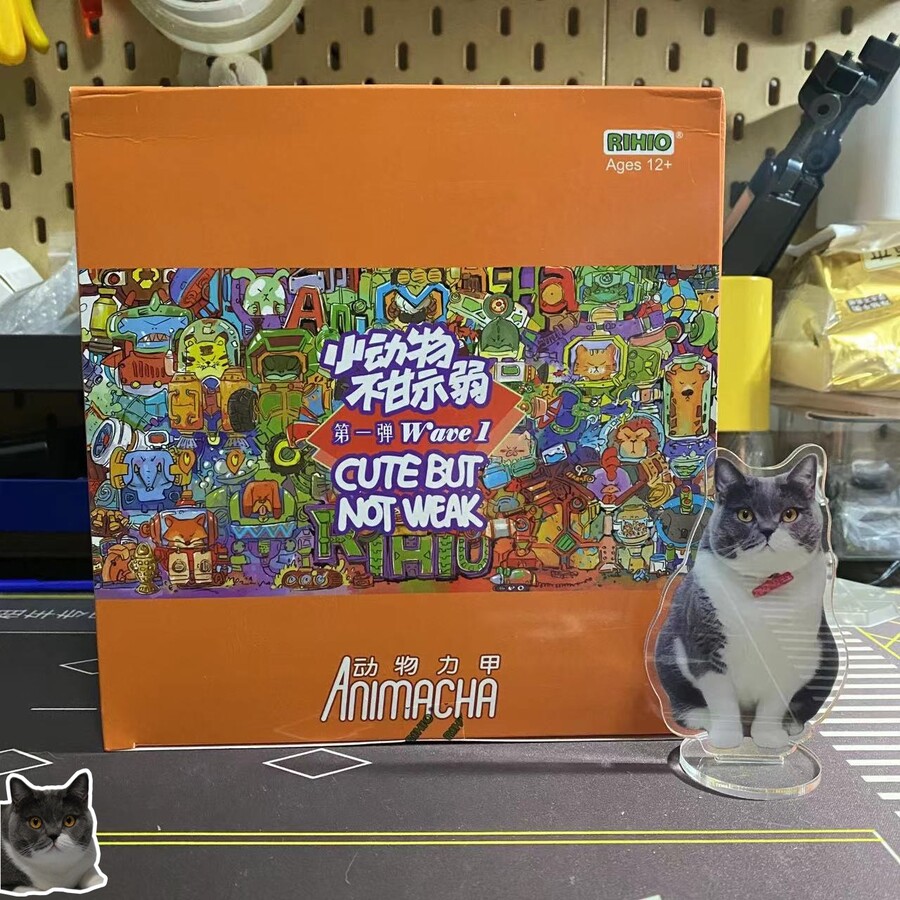 RIHIO®
Ages 12+
AniMacha
小动物
不甘示弱
第一弹 Wave 1
CUTE BUT
NOT WEAK
RIHIO
动物力甲
ANIMACHA